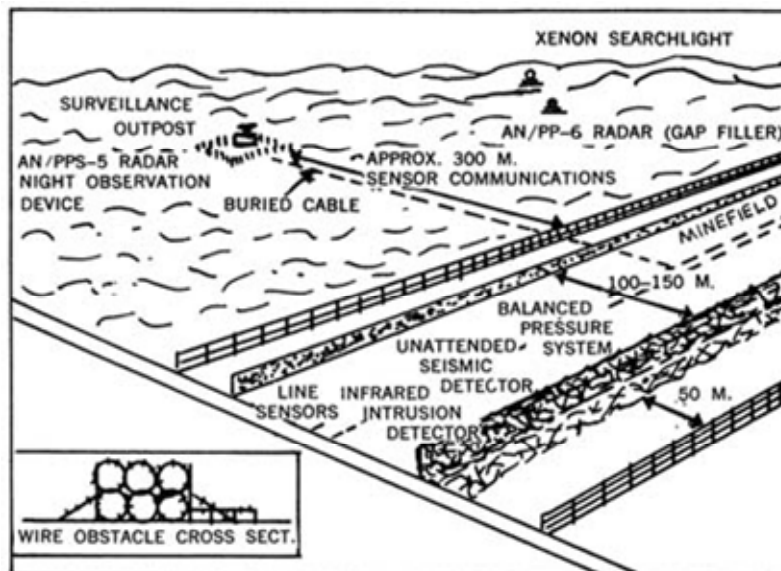 XENON SEARCHLIGHT
SURVEILLANCE
OUTPOST
AN/PP-6 RADAR (GAP FILLER)
AN/PPS-5 RADAR
NIGHT OBSERVATION
DEVICE
APPROX. 300 M.
SENSOR COMMUNICATIONS
BURIED CABLE
MINEFIELD
100-150 M.
BALANCED
PRESSURE
SYSTEM
UNATTENDED
SEISMIC
DETECTOR
LINE
SENSORS
INFRARED
INTRUSION
DETECTOR
50 M.
WIRE OBSTACLE CROSS SECT.